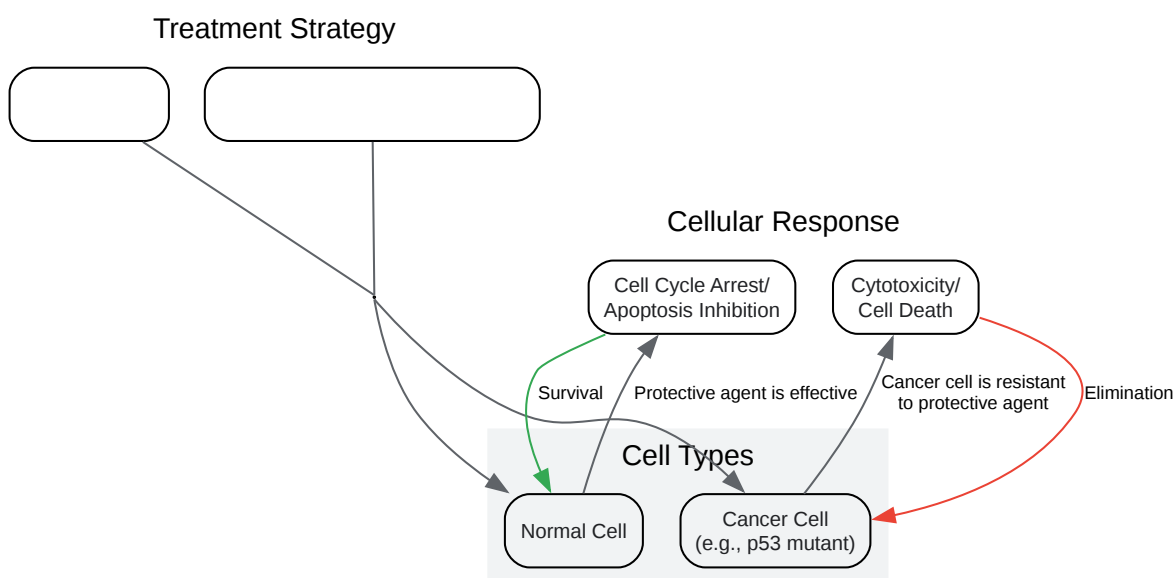 Treatment Strategy
Cellular Response
Cell Cycle Arrest/
Apoptosis Inhibition
Cytotoxicity/
Cell Death
Survival
Protective agent is effective
Cancer cell is resistant
to protective agent
Elimination
Cell Types
Normal Cell
Cancer Cell
(e.g., p53 mutant)